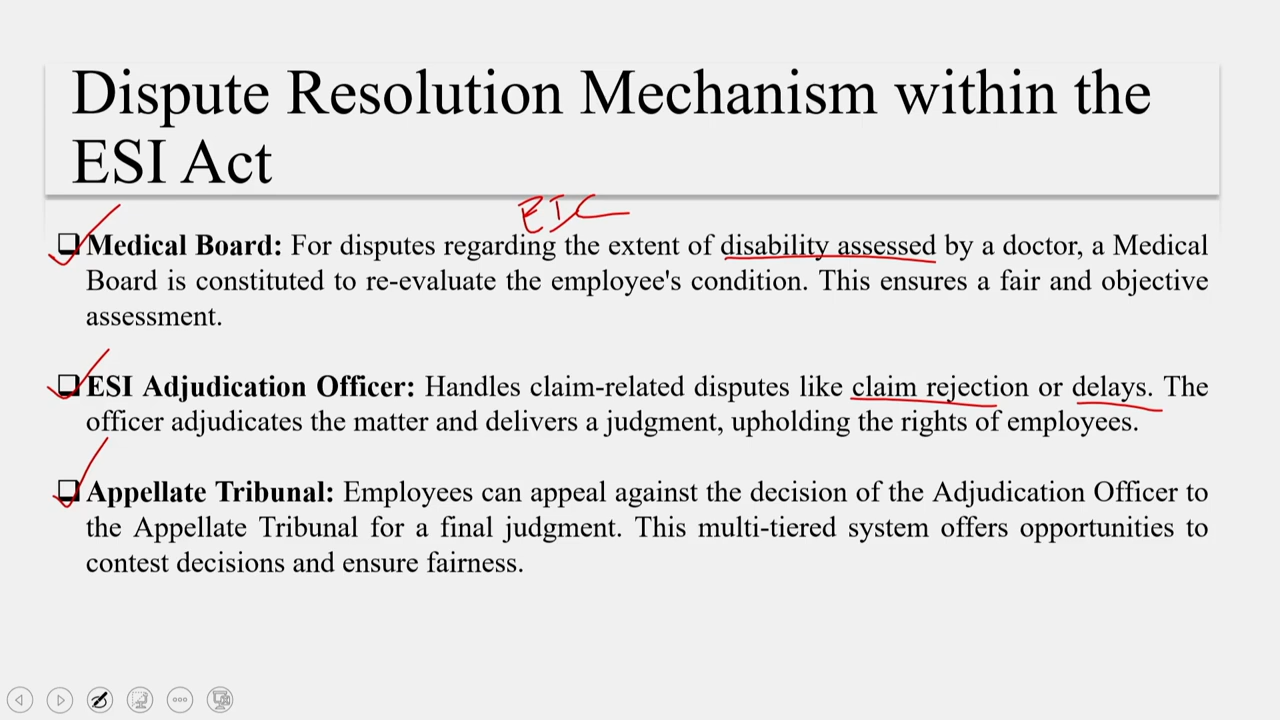 Dispute Resolution Mechanism within the
ESI Act
EIC
Medical Board: For disputes regarding the extent of disability assessed by a doctor, a Medical
Board is constituted to re-evaluate the employee's condition. This ensures a fair and objective
assessment.
ESI Adjudication Officer: Handles claim-related disputes like claim rejection or delays. The
officer adjudicates the matter and delivers a judgment, upholding the rights of employees.
Appellate Tribunal: Employees can appeal against the decision of the Adjudication Officer to
the Appellate Tribunal for a final judgment. This multi-tiered system offers opportunities to
contest decisions and ensure fairness.